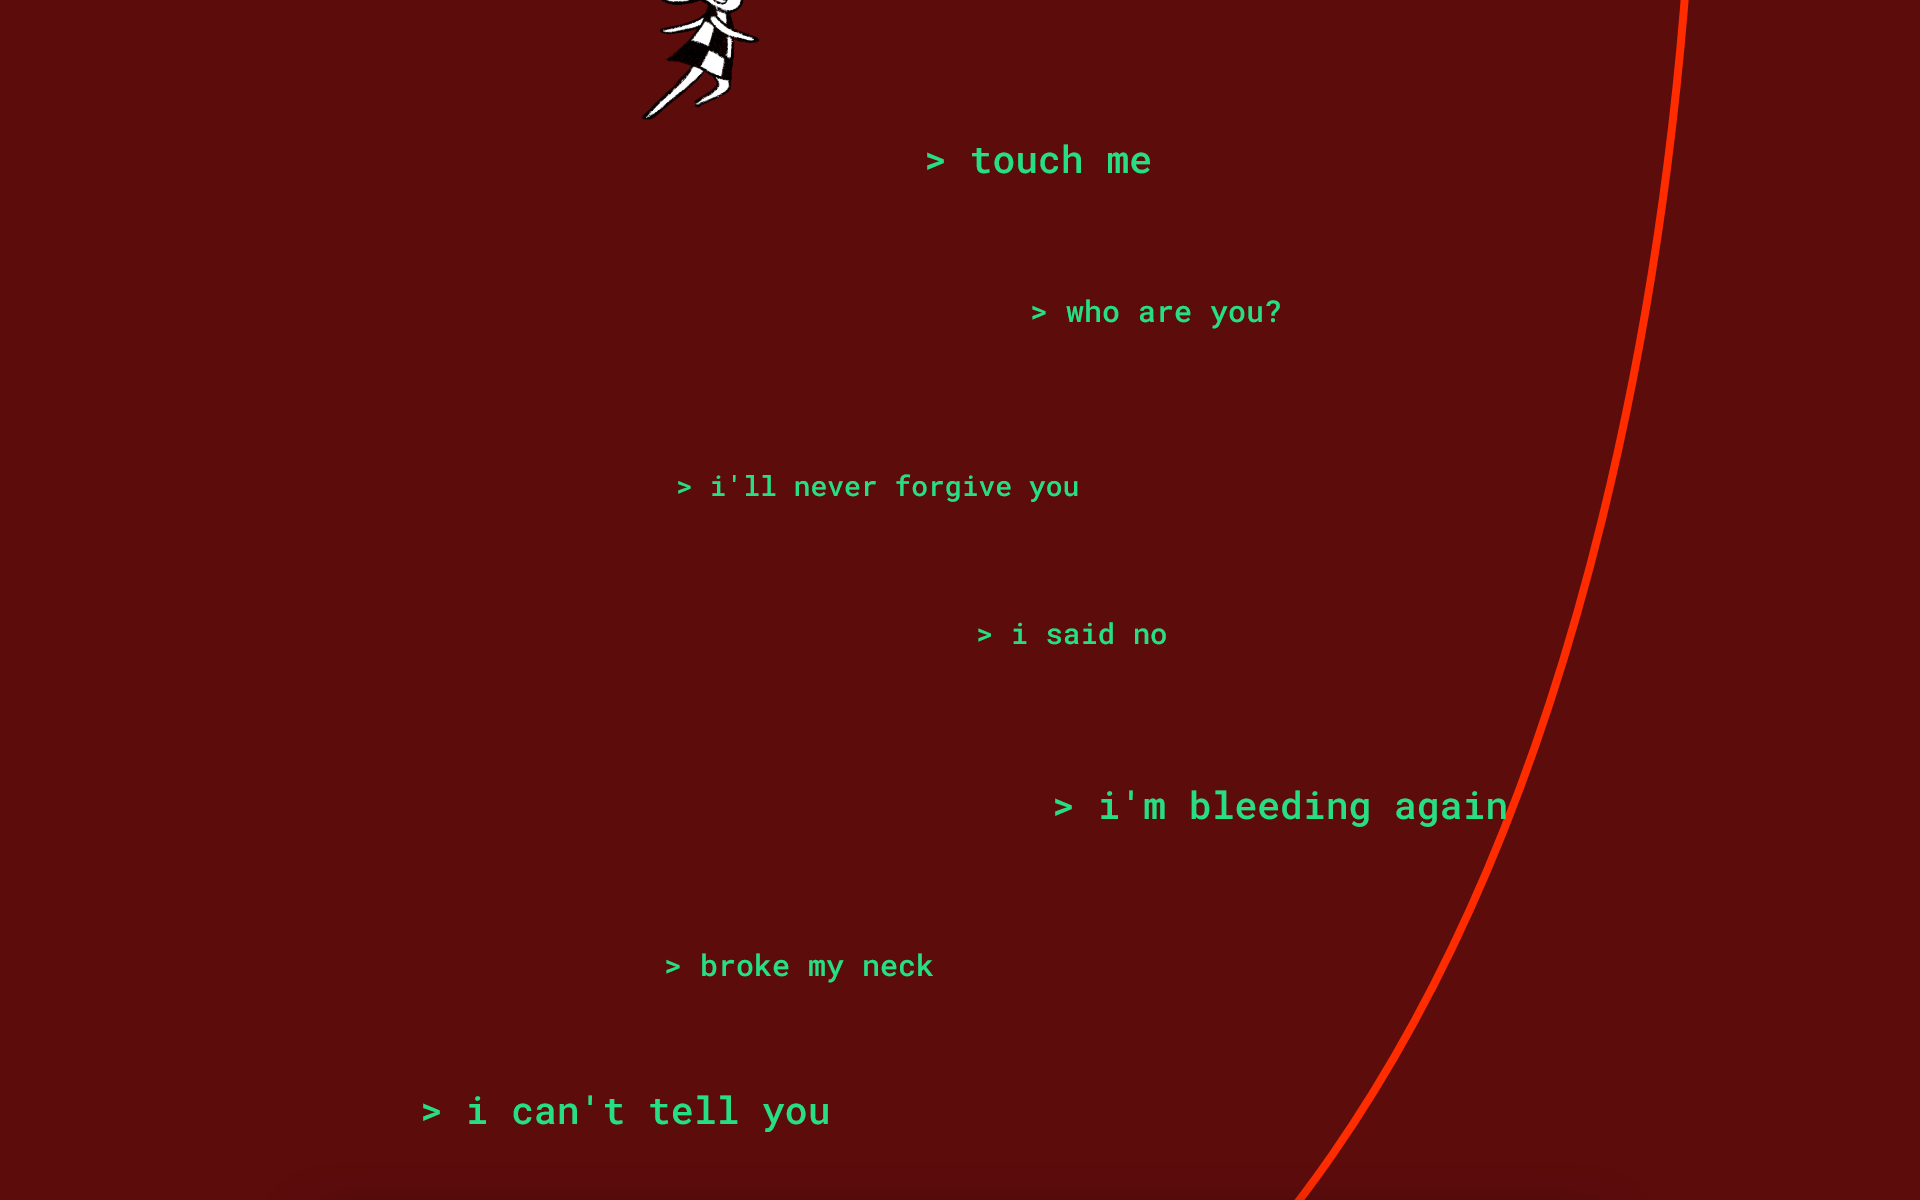 > touch me
> who are you?
> i'll never forgive you
> i said no
> i'm bleeding again
> broke my neck
> i can't tell you